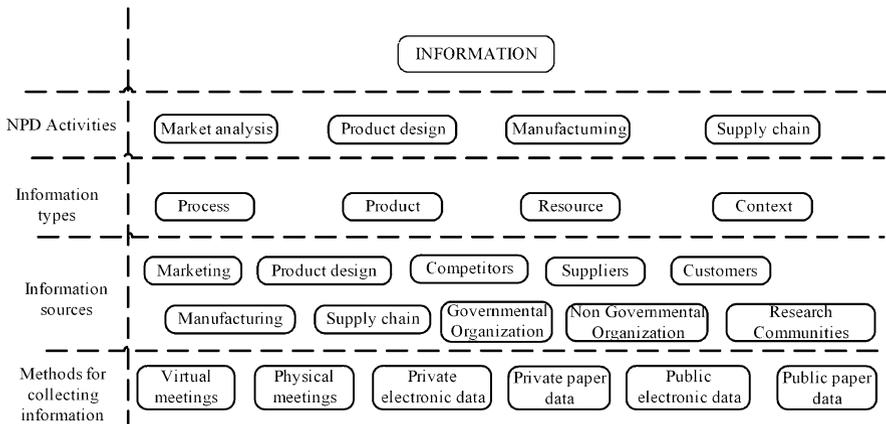 INFORMATION
NPD Activities
Market analysis
Product design
Manufactuming
Supply chain
Information
types
Process
Product
Resource
Context
Information
sources
Marketing
Product design
Competitors
Suppliers
Customers
Manufacturing
Supply chain
Governmental
Organization
Non Governmental
Organization
Research
Communities
Methods for
collecting
information
Virtual
meetings
Physical
meetings
Private
electronic data
Private paper
data
Public
electronic data
Public paper
data